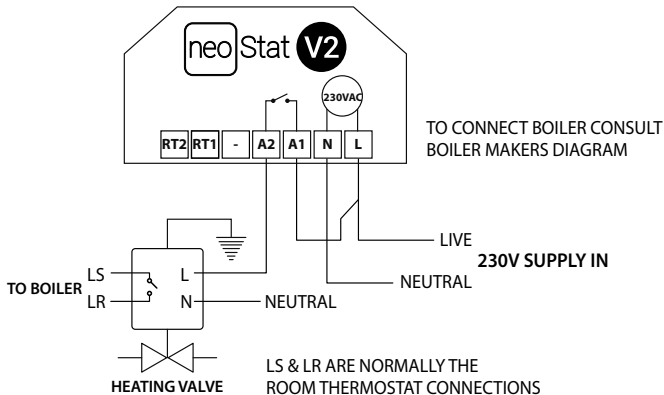 neo Stat V2
230VAC
RT2 RT1 - A2 A1 N L
TO CONNECT BOILER CONSULT
BOILER MAKERS DIAGRAM
LIVE
230V SUPPLY IN
NEUTRAL
TO BOILER
LS L
LR N NEUTRAL
HEATING VALVE
LS & LR ARE NORMALLY THE
ROOM THERMOSTAT CONNECTIONS